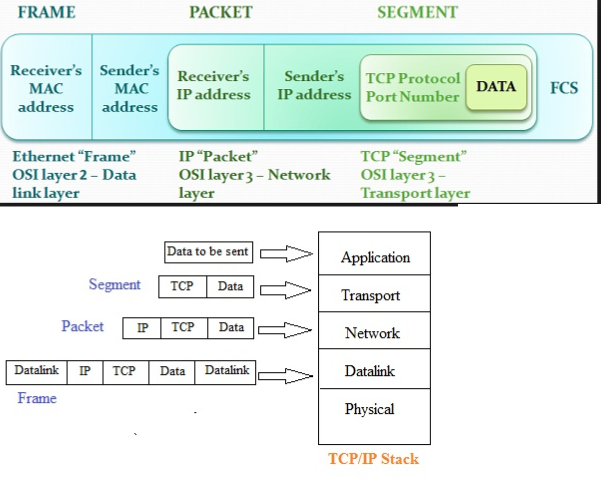 FRAME PACKET SEGMENT
Receiver's MAC address
Sender's MAC address
Receiver's IP address
Sender's IP address
TCP Protocol Port Number
DATA
FCS
Ethernet “Frame”
OSI layer 2 – Data
link layer
IP “Packet”
OSI layer 3 – Network
layer
TCP “Segment”
OSI layer 3 –
Transport layer
Data to be sent
Application
Segment
TCP Data
Transport
Packet
IP TCP Data
Network
Datalink IP TCP Data Datalink
Datalink
Frame
Physical
TCP/IP Stack